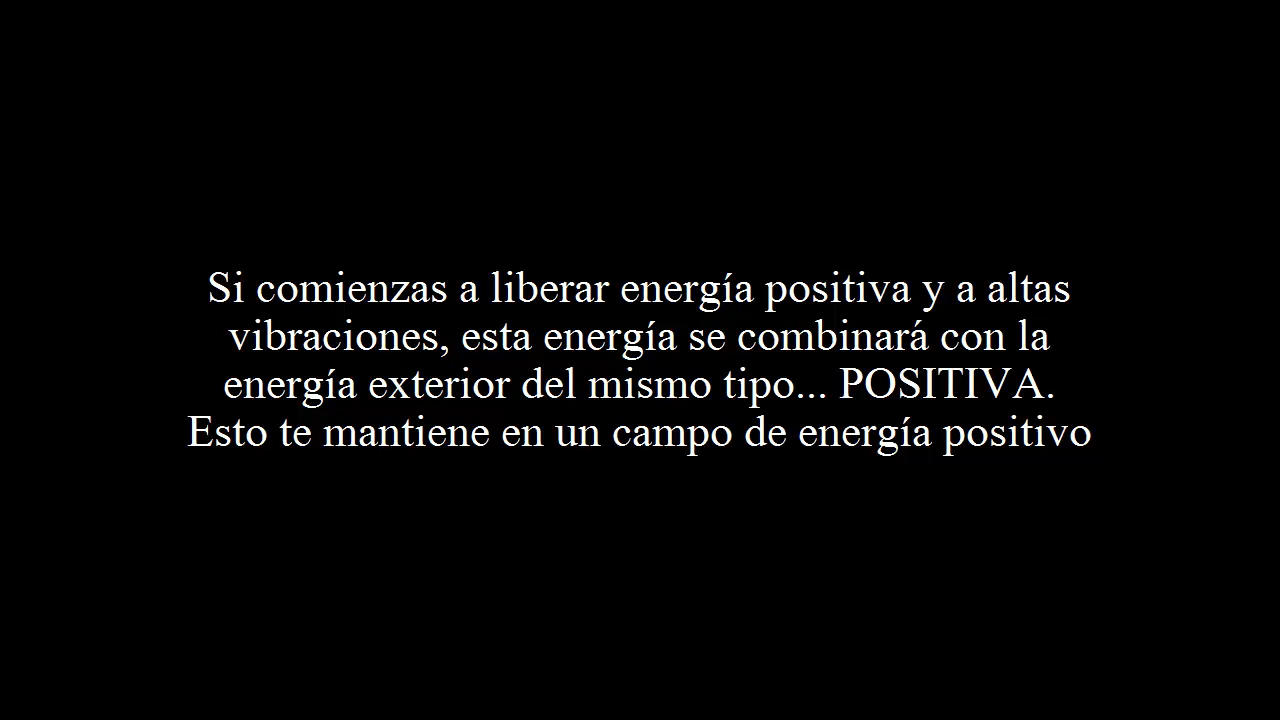 Si comienzas a liberar energía positiva y a altas
vibraciones, esta energía se combinará con la
energía exterior del mismo tipo... POSITIVA.
Esto te mantiene en un campo de energía positivo